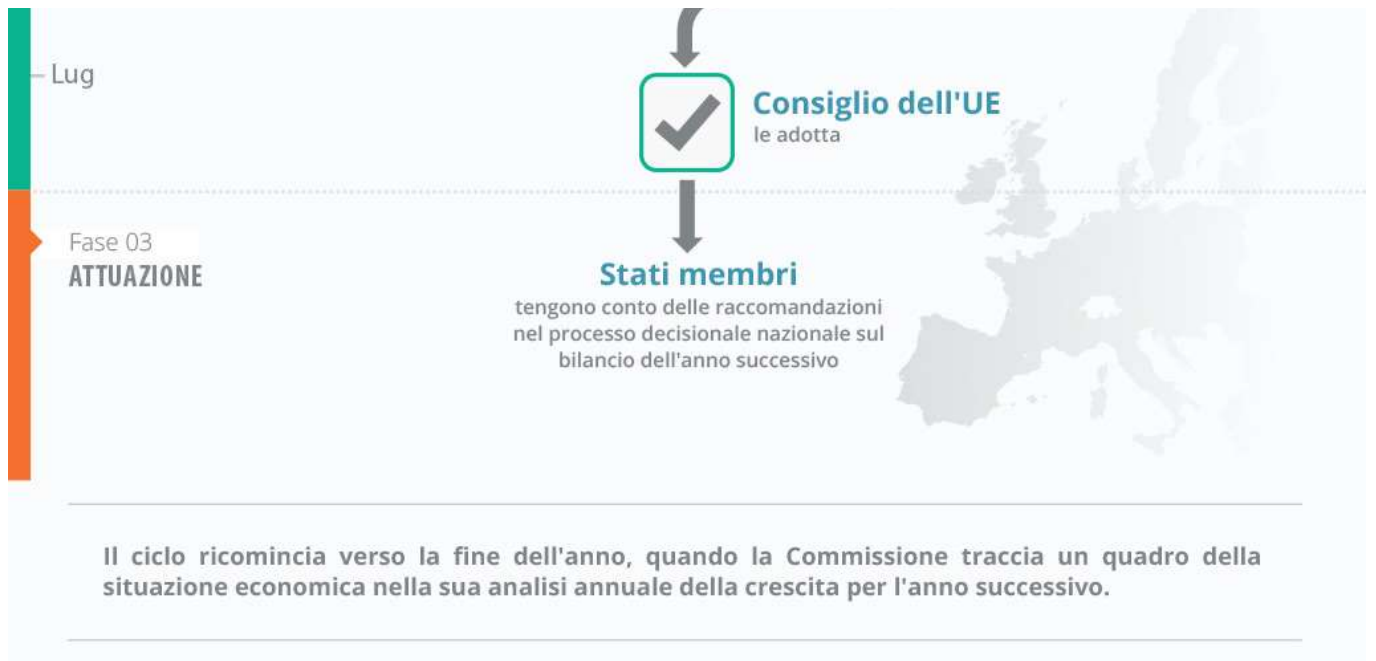 Lug
Consiglio dell'UE
le adotta
Fase 03
ATTUAZIONE
Stati membri
tengono conto delle raccomandazioni
nel processo decisionale nazionale sul
bilancio dell'anno successivo
Il ciclo ricomincia verso la fine dell'anno, quando la Commissione traccia un quadro della
situazione economica nella sua analisi annuale della crescita per l'anno successivo.